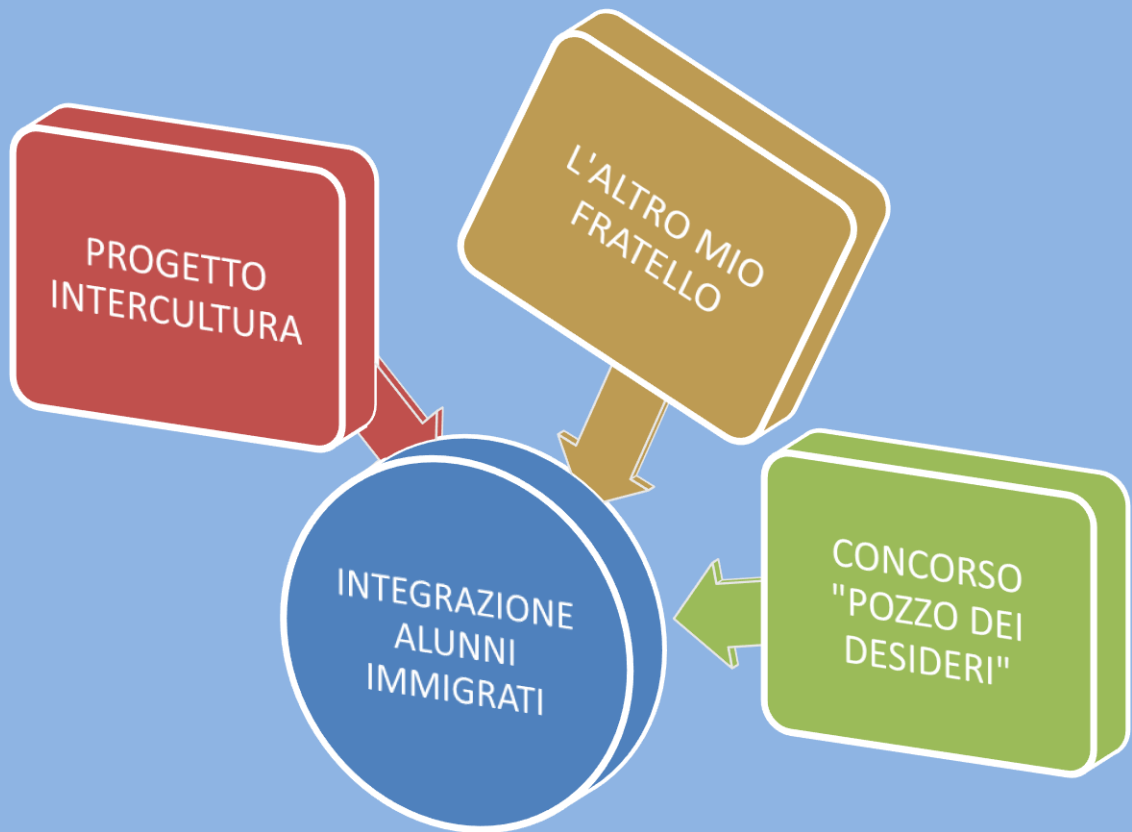 PROGETTO
INTERCULTURA
L'ALTRO MIO
FRATELLO
CONCORSO
"POZZO DEI
DESIDERI"
INTEGRAZIONE
ALUNNI
IMMIGRATI